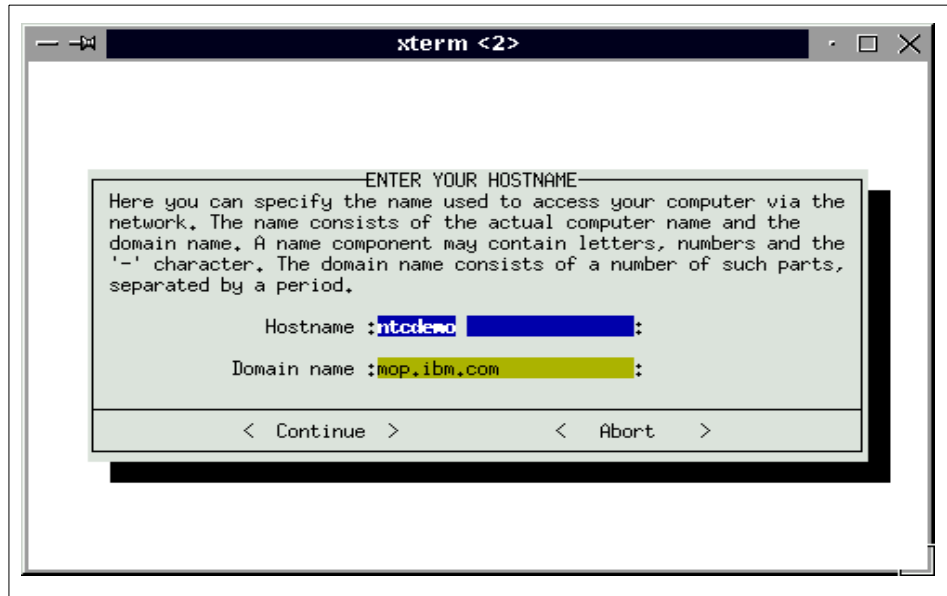 xterm <2>
ENTER YOUR HOSTNAME
Here you can specify the name used to access your computer via the
network. The name consists of the actual computer name and the
domain name. A name component may contain letters, numbers and the
'-' character. The domain name consists of a number of such parts,
separated by a period.
Hostname :ntcdemo :
Domain name :mop.ibm.com :
< Continue > < Abort >